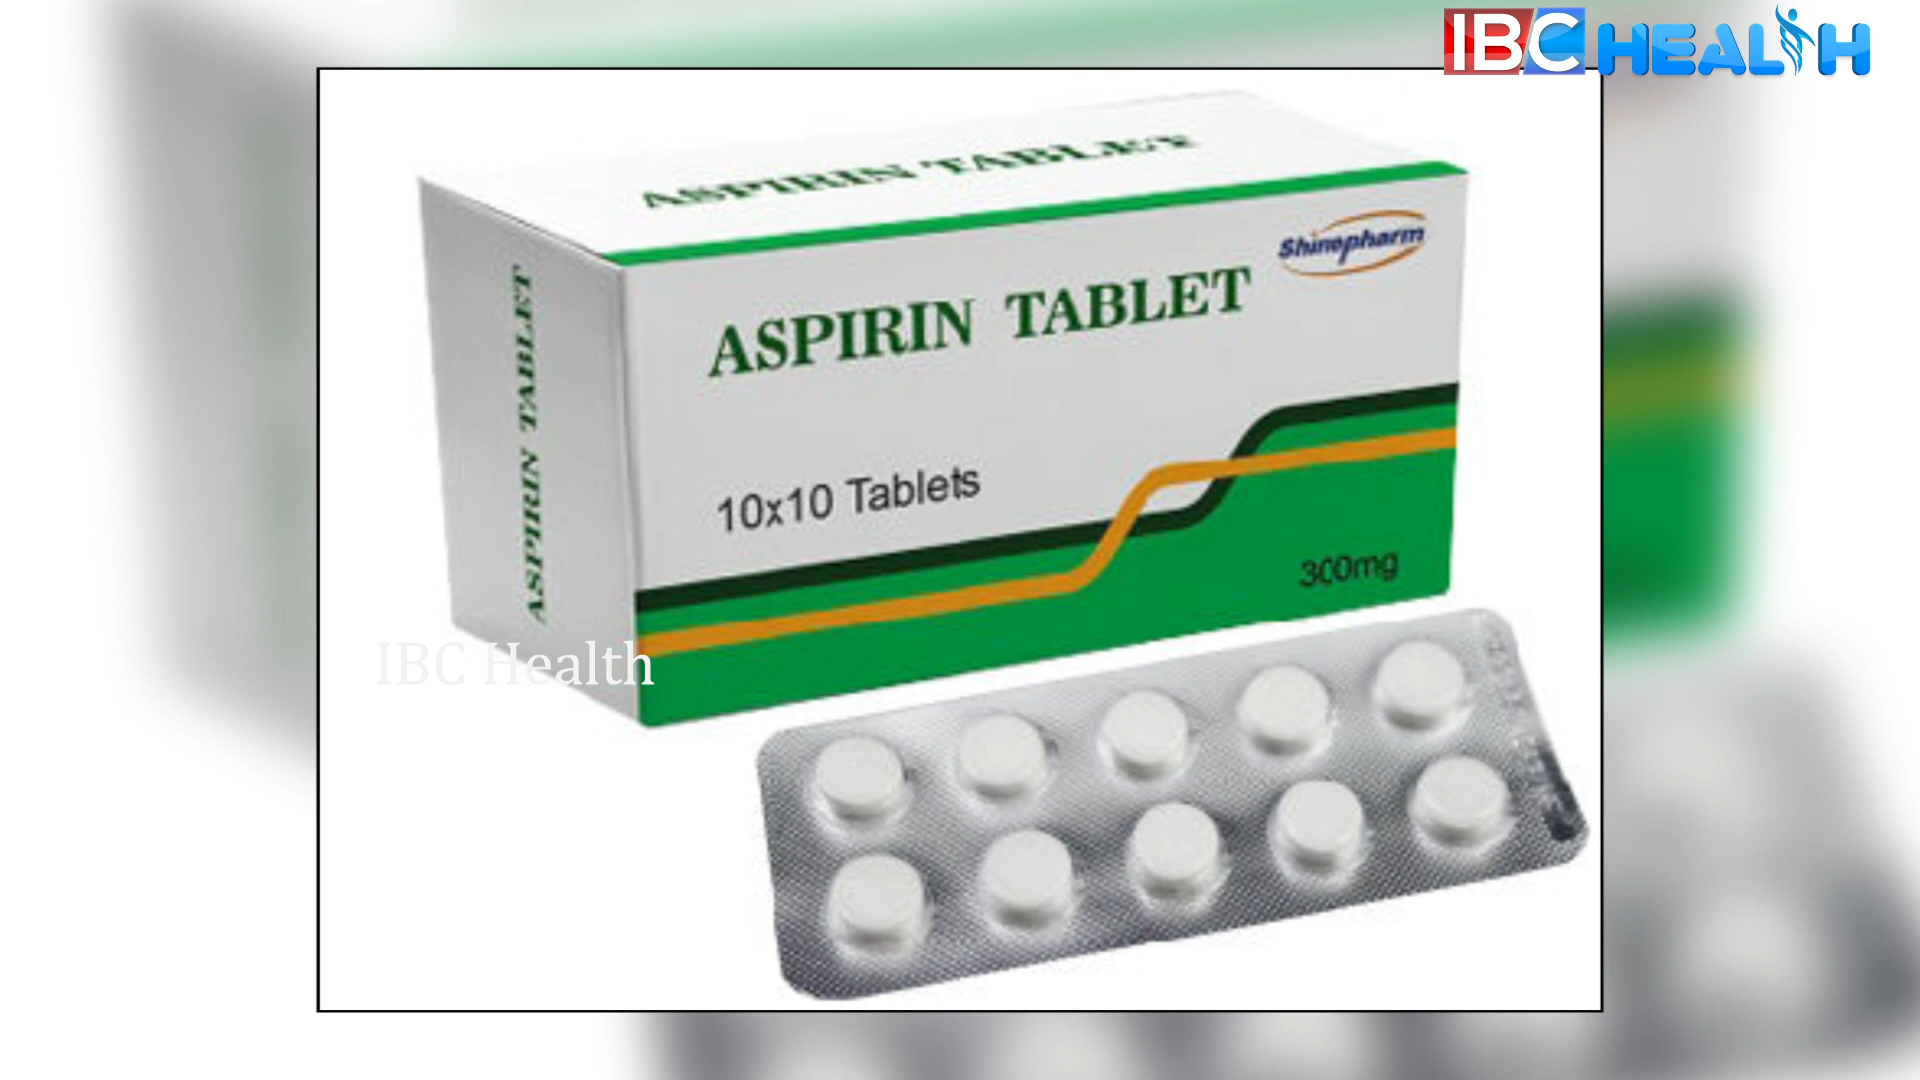 IBC HEALTH
ASPIRIN TABLET
Shinepharm
ASPIRIN TABLET
ASPIRIN TABLET
10x10 Tablets
300mg
IBC Health